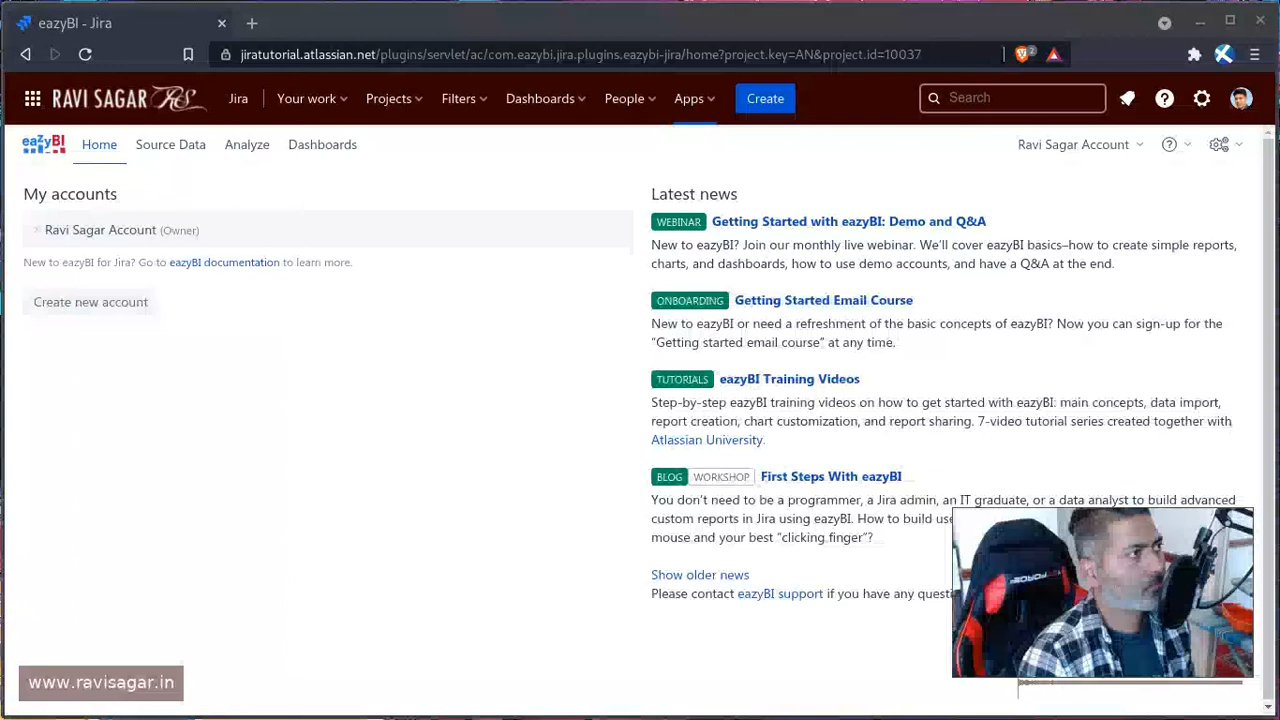 eazyBI - Jira
jiratutorial.atlassian.net/plugins/servlet/ac/com.eazybi.jira.plugins.eazybi-jira/home?project.key=AN&project.id=10037
2
RAVI SAGAR RS
Jira
Your work
Projects
Filters
Dashboards
People
Apps
Create
Search
eazyBI
Home
Source Data
Analyze
Dashboards
Ravi Sagar Account
My accounts
Ravi Sagar Account (Owner)
New to eazyBI for Jira? Go to eazyBI documentation to learn more.
Create new account
Latest news
WEBINAR Getting Started with eazyBI: Demo and Q&A
New to eazyBI? Join our monthly live webinar. We'll cover eazyBI basics–how to create simple reports,
charts, and dashboards, how to use demo accounts, and have a Q&A at the end.
ONBOARDING Getting Started Email Course
New to eazyBI or need a refreshment of the basic concepts of eazyBI? Now you can sign-up for the
“Getting started email course” at any time.
TUTORIALS eazyBI Training Videos
Step-by-step eazyBI training videos on how to get started with eazyBI: main concepts, data import,
report creation, chart customization, and report sharing. 7-video tutorial series created together with
Atlassian University.
BLOG WORKSHOP First Steps With eazyBI
You don't need to be a programmer, a Jira admin, an IT graduate, or a data analyst to build advanced
custom reports in Jira using eazyBI. How to build use
mouse and your best “clicking finger”?
Show older news
Please contact eazyBI support if you have any questi
www.ravisagar.in